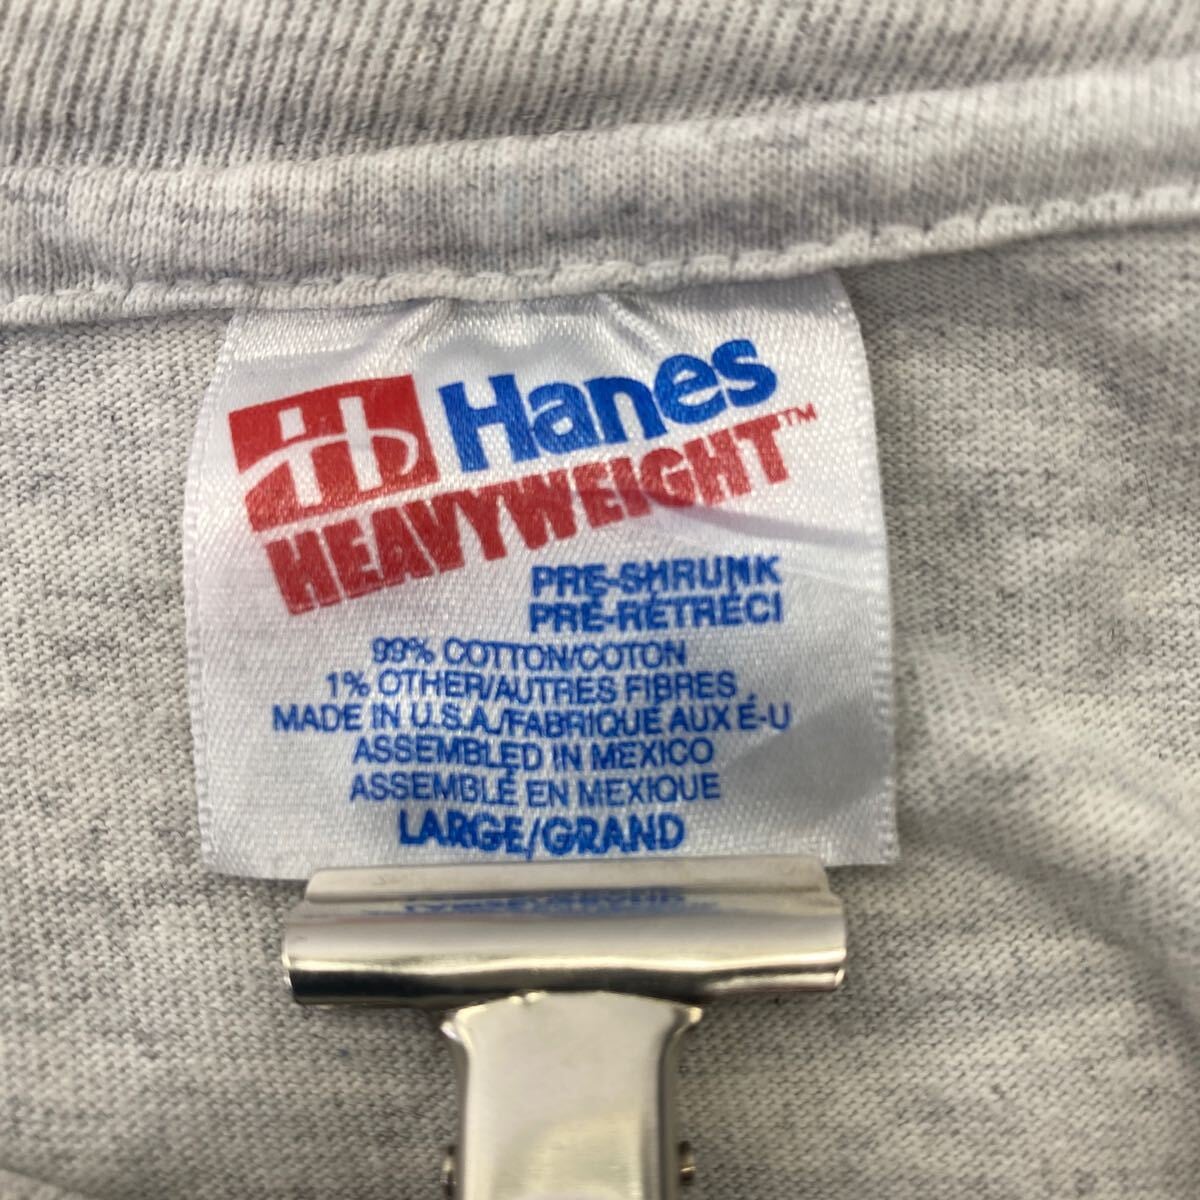 Hanes
HEAVYWEIGHT™
PRE-SHRUNK
PRÉ-RÉTRÉCI
99% COTTON/COTON
1% OTHER/AUTRES FIBRES
MADE IN U.S.A./FABRIQUE AUX É-U
ASSEMBLED IN MEXICO
ASSEMBLÉ EN MEXIQUE
LARGE/GRAND